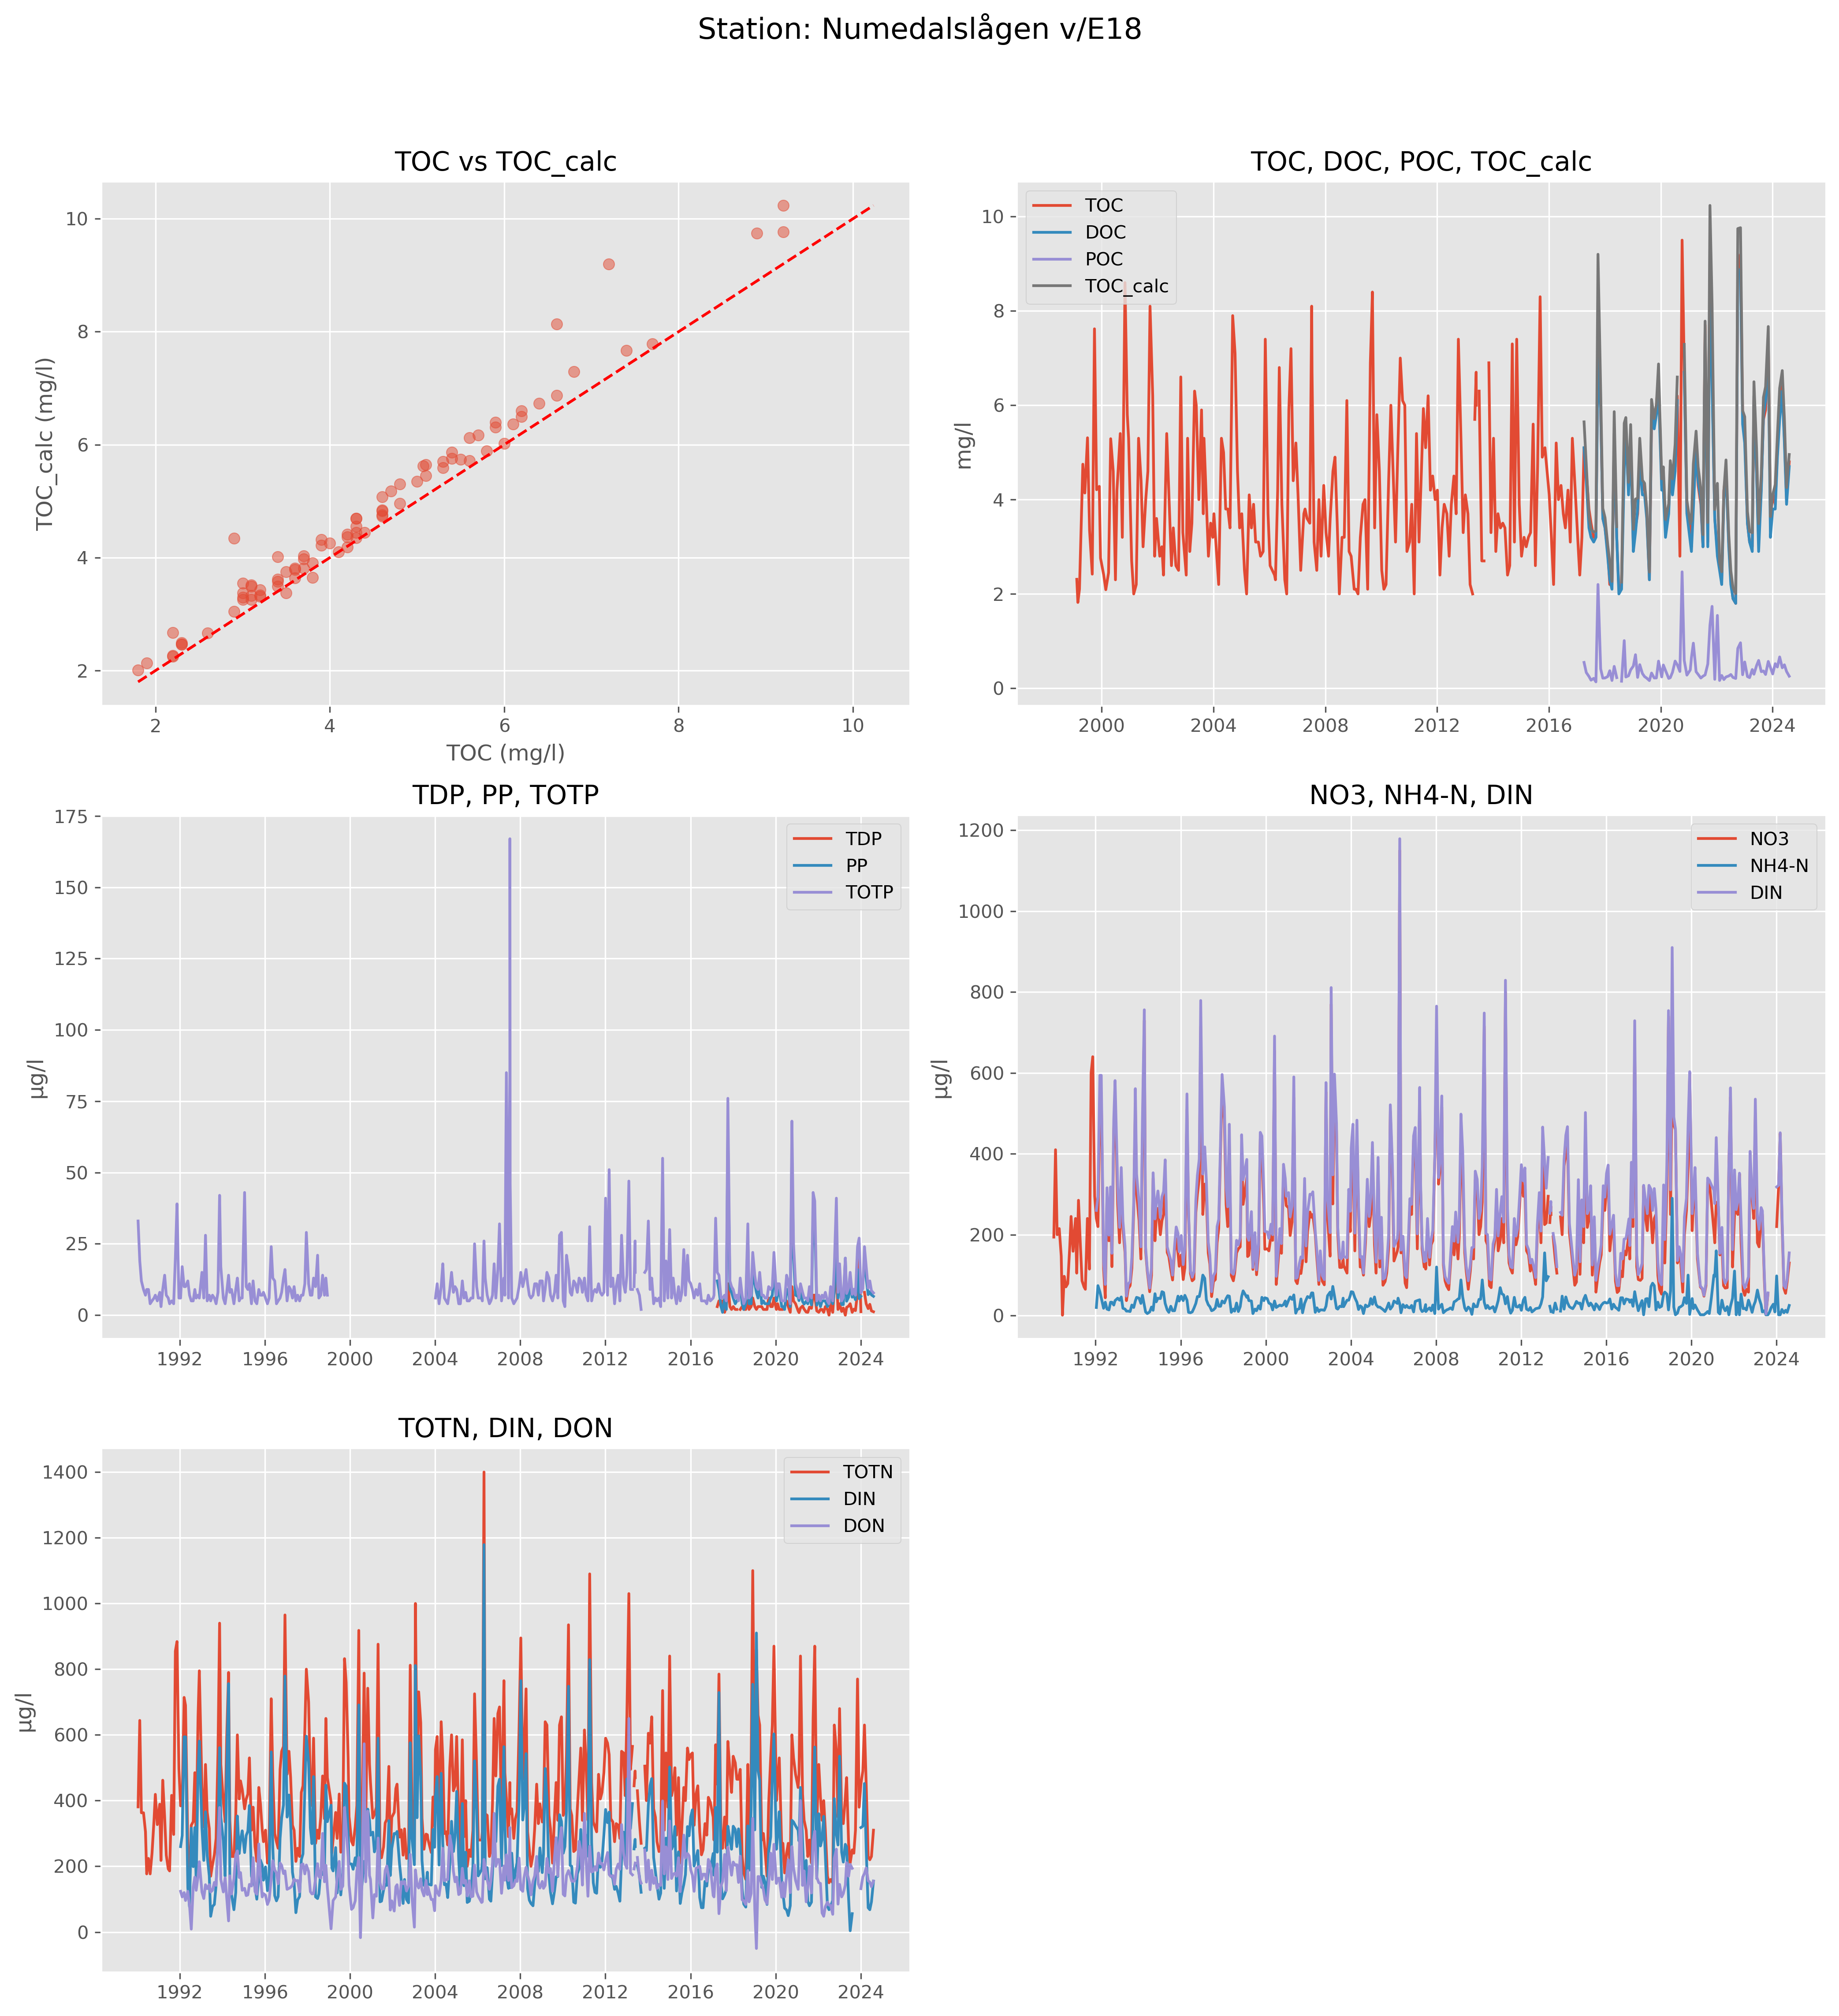 Station: Numedalslågen v/E18
TOC vs TOC_calc
TOC_calc (mg/l)
10
8
6
4
2
2 4 6 8 10
TOC (mg/l)
TOC, DOC, POC, TOC_calc
mg/l
10
8
6
4
2
0
TOC
DOC
POC
TOC_calc
2000 2004 2008 2012 2016 2020 2024
TDP, PP, TOTP
µg/l
175
150
125
100
75
50
25
0
TDP
PP
TOTP
1992 1996 2000 2004 2008 2012 2016 2020 2024
NO3, NH4-N, DIN
µg/l
1200
1000
800
600
400
200
0
NO3
NH4-N
DIN
1992 1996 2000 2004 2008 2012 2016 2020 2024
TOTN, DIN, DON
µg/l
1400
1200
1000
800
600
400
200
0
TOTN
DIN
DON
1992 1996 2000 2004 2008 2012 2016 2020 2024